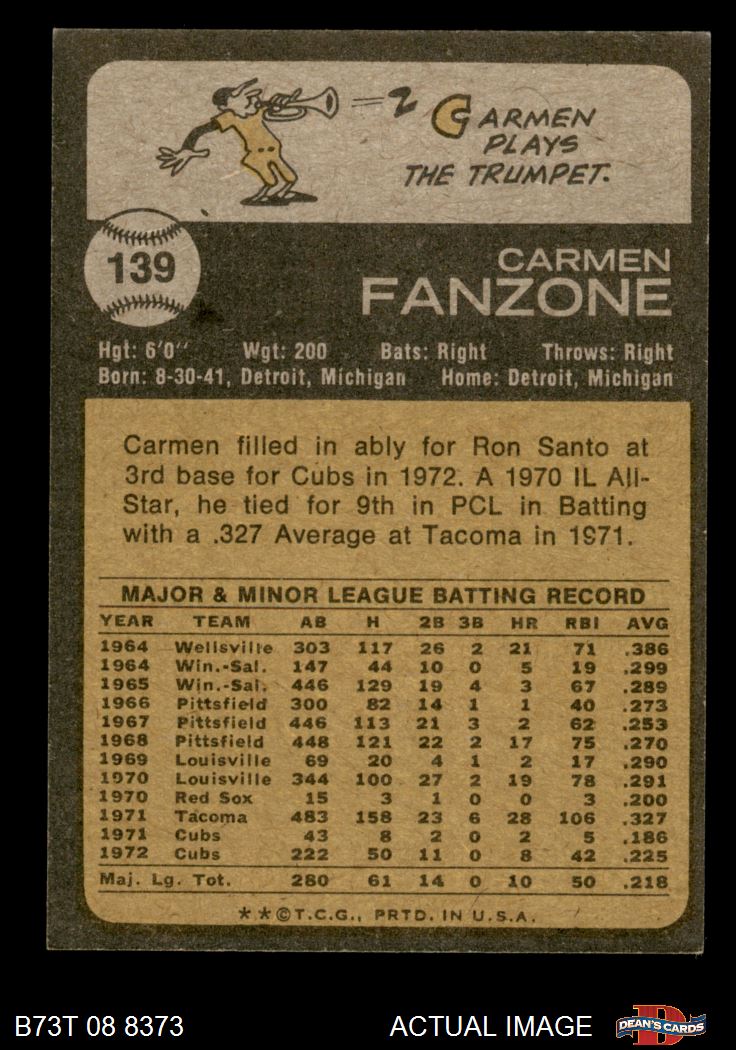 CARMEN
PLAYS
THE TRUMPET.
139
CARMEN
FANZONE
Hgt: 6'0" Wgt: 200 Bats: Right Throws: Right
Born: 8-30-41, Detroit, Michigan Home: Detroit, Michigan
Carmen filled in ably for Ron Santo at
3rd base for Cubs in 1972. A 1970 IL All-
Star, he tied for 9th in PCL in Batting
with a .327 Average at Tacoma in 1971.
MAJOR & MINOR LEAGUE BATTING RECORD
YEAR TEAM AB H 2B 3B HR RBI AVG
1964 Wellsville 303 117 26 2 21 71 .386
1964 Win.-Sal. 147 44 10 0 5 19 .299
1965 Win.-Sal. 446 129 19 4 3 67 .289
1966 Pittsfield 300 82 14 1 1 40 .273
1967 Pittsfield 446 113 21 3 2 62 .253
1968 Pittsfield 448 121 22 2 17 75 .270
1969 Louisville 69 20 4 1 2 17 .290
1970 Louisville 344 100 27 2 19 78 .291
1970 Red Sox 15 3 1 0 0 3 .200
1971 Tacoma 483 158 23 6 28 106 .327
1971 Cubs 43 8 2 0 2 5 .186
1972 Cubs 222 50 11 0 8 42 .225
Maj. Lg. Tot. 280 61 14 0 10 50 .218
**©T.C.G., PRTD. IN U.S.A.
B73T 08 8373 ACTUAL IMAGE DEAN'S CARDS